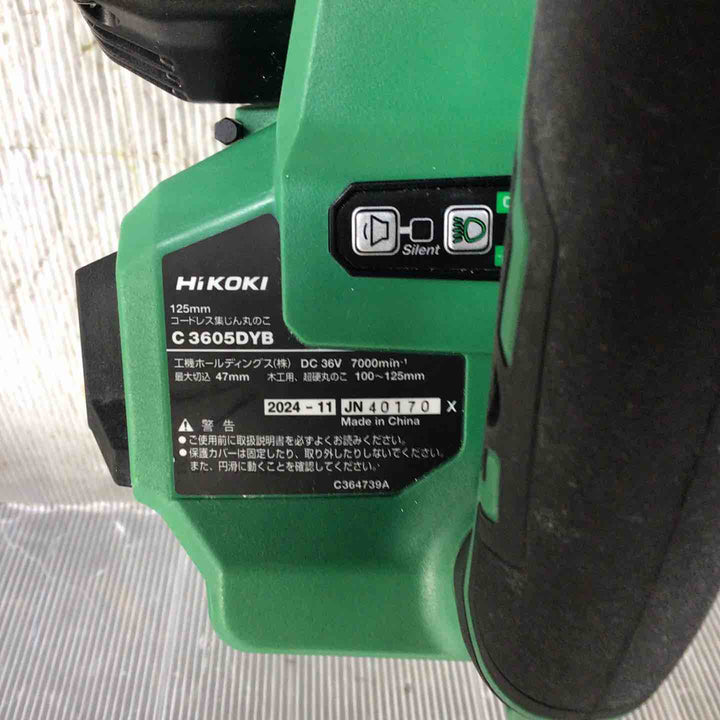 Silent
HiKOKI
125mm
コードレス集じん丸のこ
C 3605DYB
工機ホールディングス(株) DC 36V 7000min⁻¹
最大切込 47mm 木工用、超硬丸のこ 100～125mm
2024 - 11 JN 40170 X
Made in China
⚠ 警告
●ご使用前に取扱説明書を必ずよくお読みください。
●保護カバーは固定したり、取り外したりしないでください。
また、円滑に動くことを確認してください。
C364739A